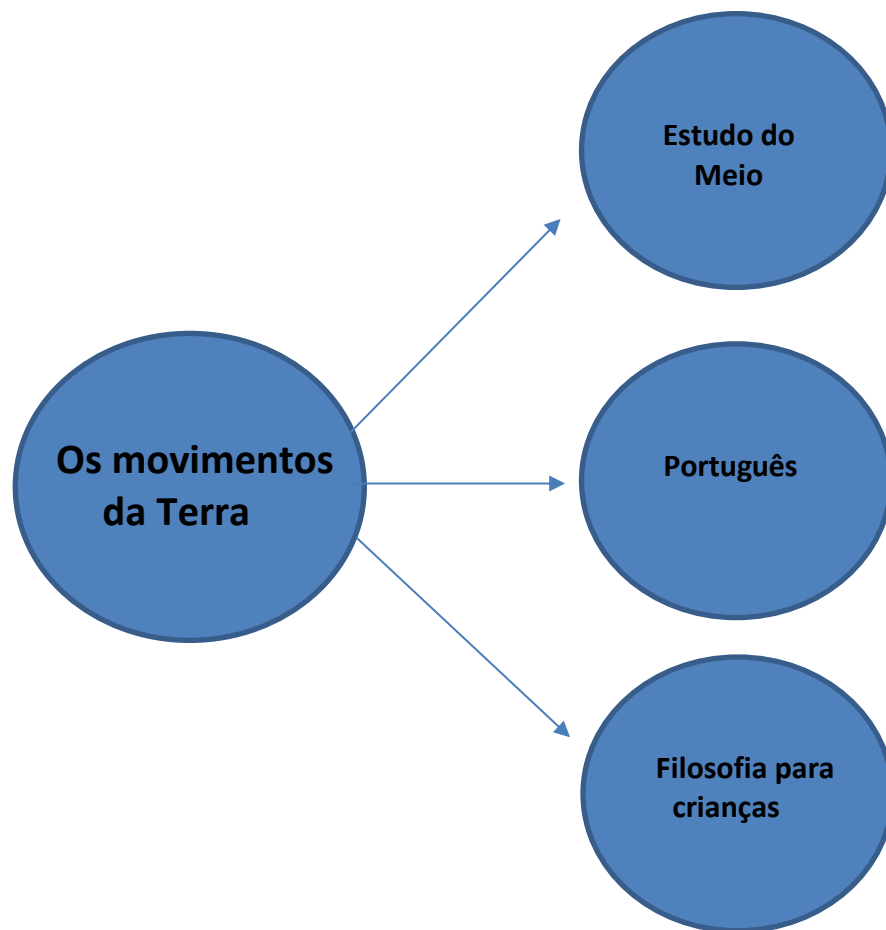 Estudo do
Meio
Os movimentos
da Terra
Português
Filosofia para
crianças